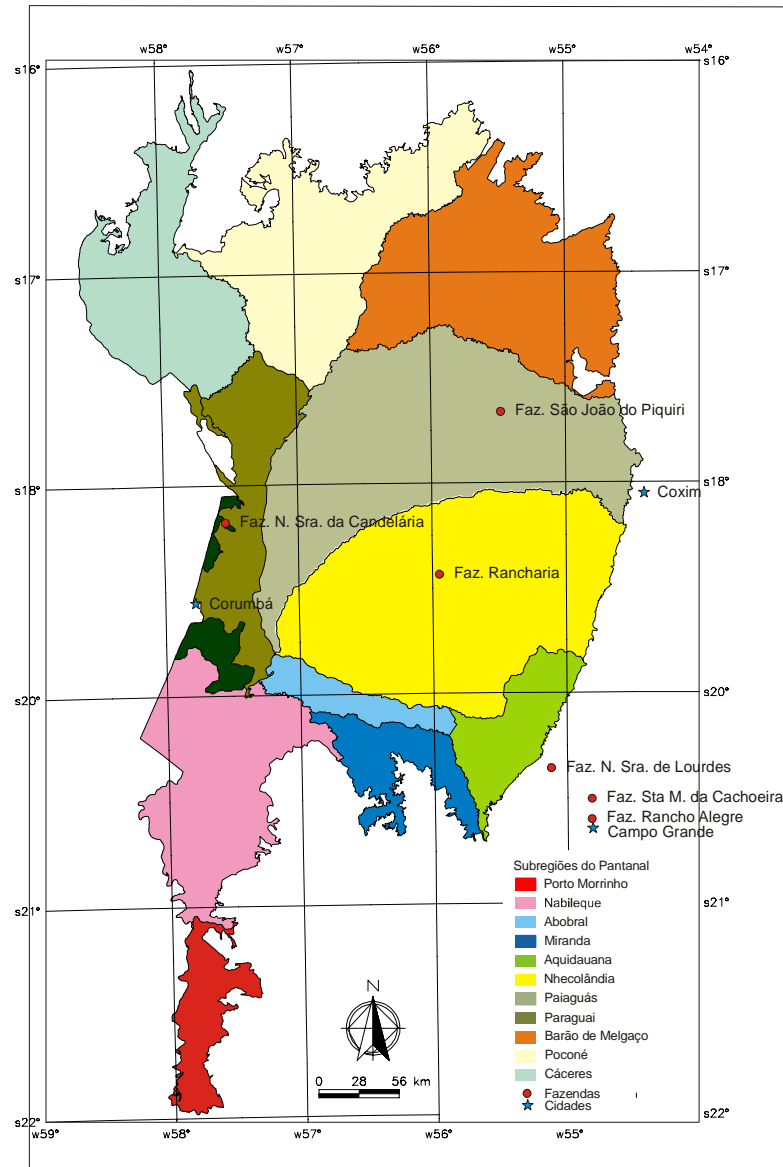 w58° w57° w56° w55° w54°
s16° s16°
s17° s17°
Faz. São João do Piquiri
s18° s18°
Coxim
Faz. N. Sra. da Candelária
Faz. Rancharia
Corumbá
s20° s20°
Faz. N. Sra. de Lourdes
Faz. Sta M. da Cachoeira
Faz. Rancho Alegre
Campo Grande
Subregiões do Pantanal
Porto Morrinho
Nabileque
Abobral
Miranda
Aquidauana
Nhecolândia
Paiaguás
Paraguai
Barão de Melgaço
Poconé
Cáceres
Fazendas
Cidades
s21° s21°
N
0 28 56 km
s22° s22°
w59° w58° w57° w56° w55°